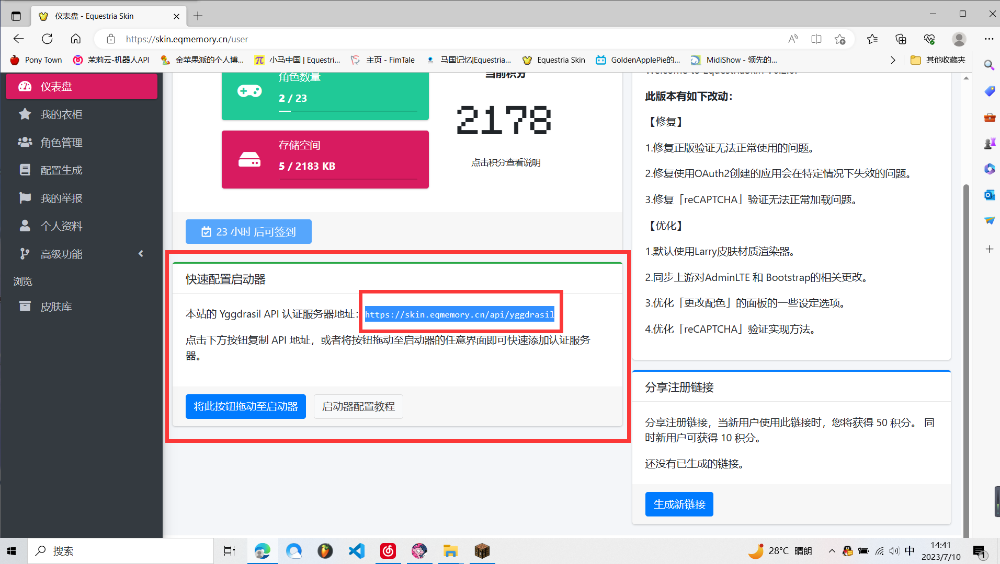 仪表盘 - Equestria Skin
https://skin.eqmemory.cn/user
Pony Town
茉莉云-机器人API
金苹果派的个人博...
小马中国 | Equestri...
主页 - FimTale
马国记忆|Equestria...
Equestria Skin
GoldenApplePie的...
MidiShow - 领先的...
其他收藏夹
仪表盘
我的衣柜
角色管理
配置生成
我的举报
个人资料
高级功能
浏览
皮肤库
角色数量
2 / 23
存储空间
5 / 2183 KB
当前积分
2178
点击积分查看说明
23 小时 后可签到
快速配置启动器
本站的 Yggdrasil API 认证服务器地址：https://skin.eqmemory.cn/api/yggdrasil
点击下方按钮复制 API 地址，或者将按钮拖动至启动器的任意界面即可快速添加认证服务
器。
将此按钮拖动至启动器
启动器配置教程
此版本有如下改动：
【修复】
1.修复正版验证无法正常使用的问题。
2.修复使用OAuth2创建的应用会在特定情况下失效的问题。
3.修复「reCAPTCHA」验证无法正常加载问题。
【优化】
1.默认使用Larry皮肤材质渲染器。
2.同步上游对AdminLTE 和 Bootstrap的相关更改。
3.优化「更改配色」的面板的一些设定选项。
4.优化「reCAPTCHA」验证实现方法。
分享注册链接
分享注册链接，当新用户使用此链接时，您将获得 50 积分。 同
时新用户可获得 10 积分。
还没有已生成的链接。
生成新链接
搜索
28°C 晴朗
中
14:41
2023/7/10
1